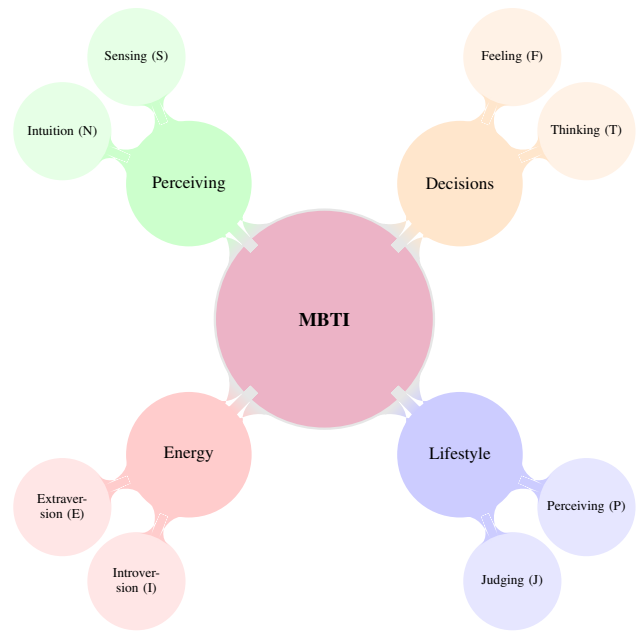 Sensing (S)
Feeling (F)
Intuition (N)
Thinking (T)
Perceiving
Decisions
MBTI
Energy
Lifestyle
Extraver-
sion (E)
Perceiving (P)
Introver-
sion (I)
Judging (J)